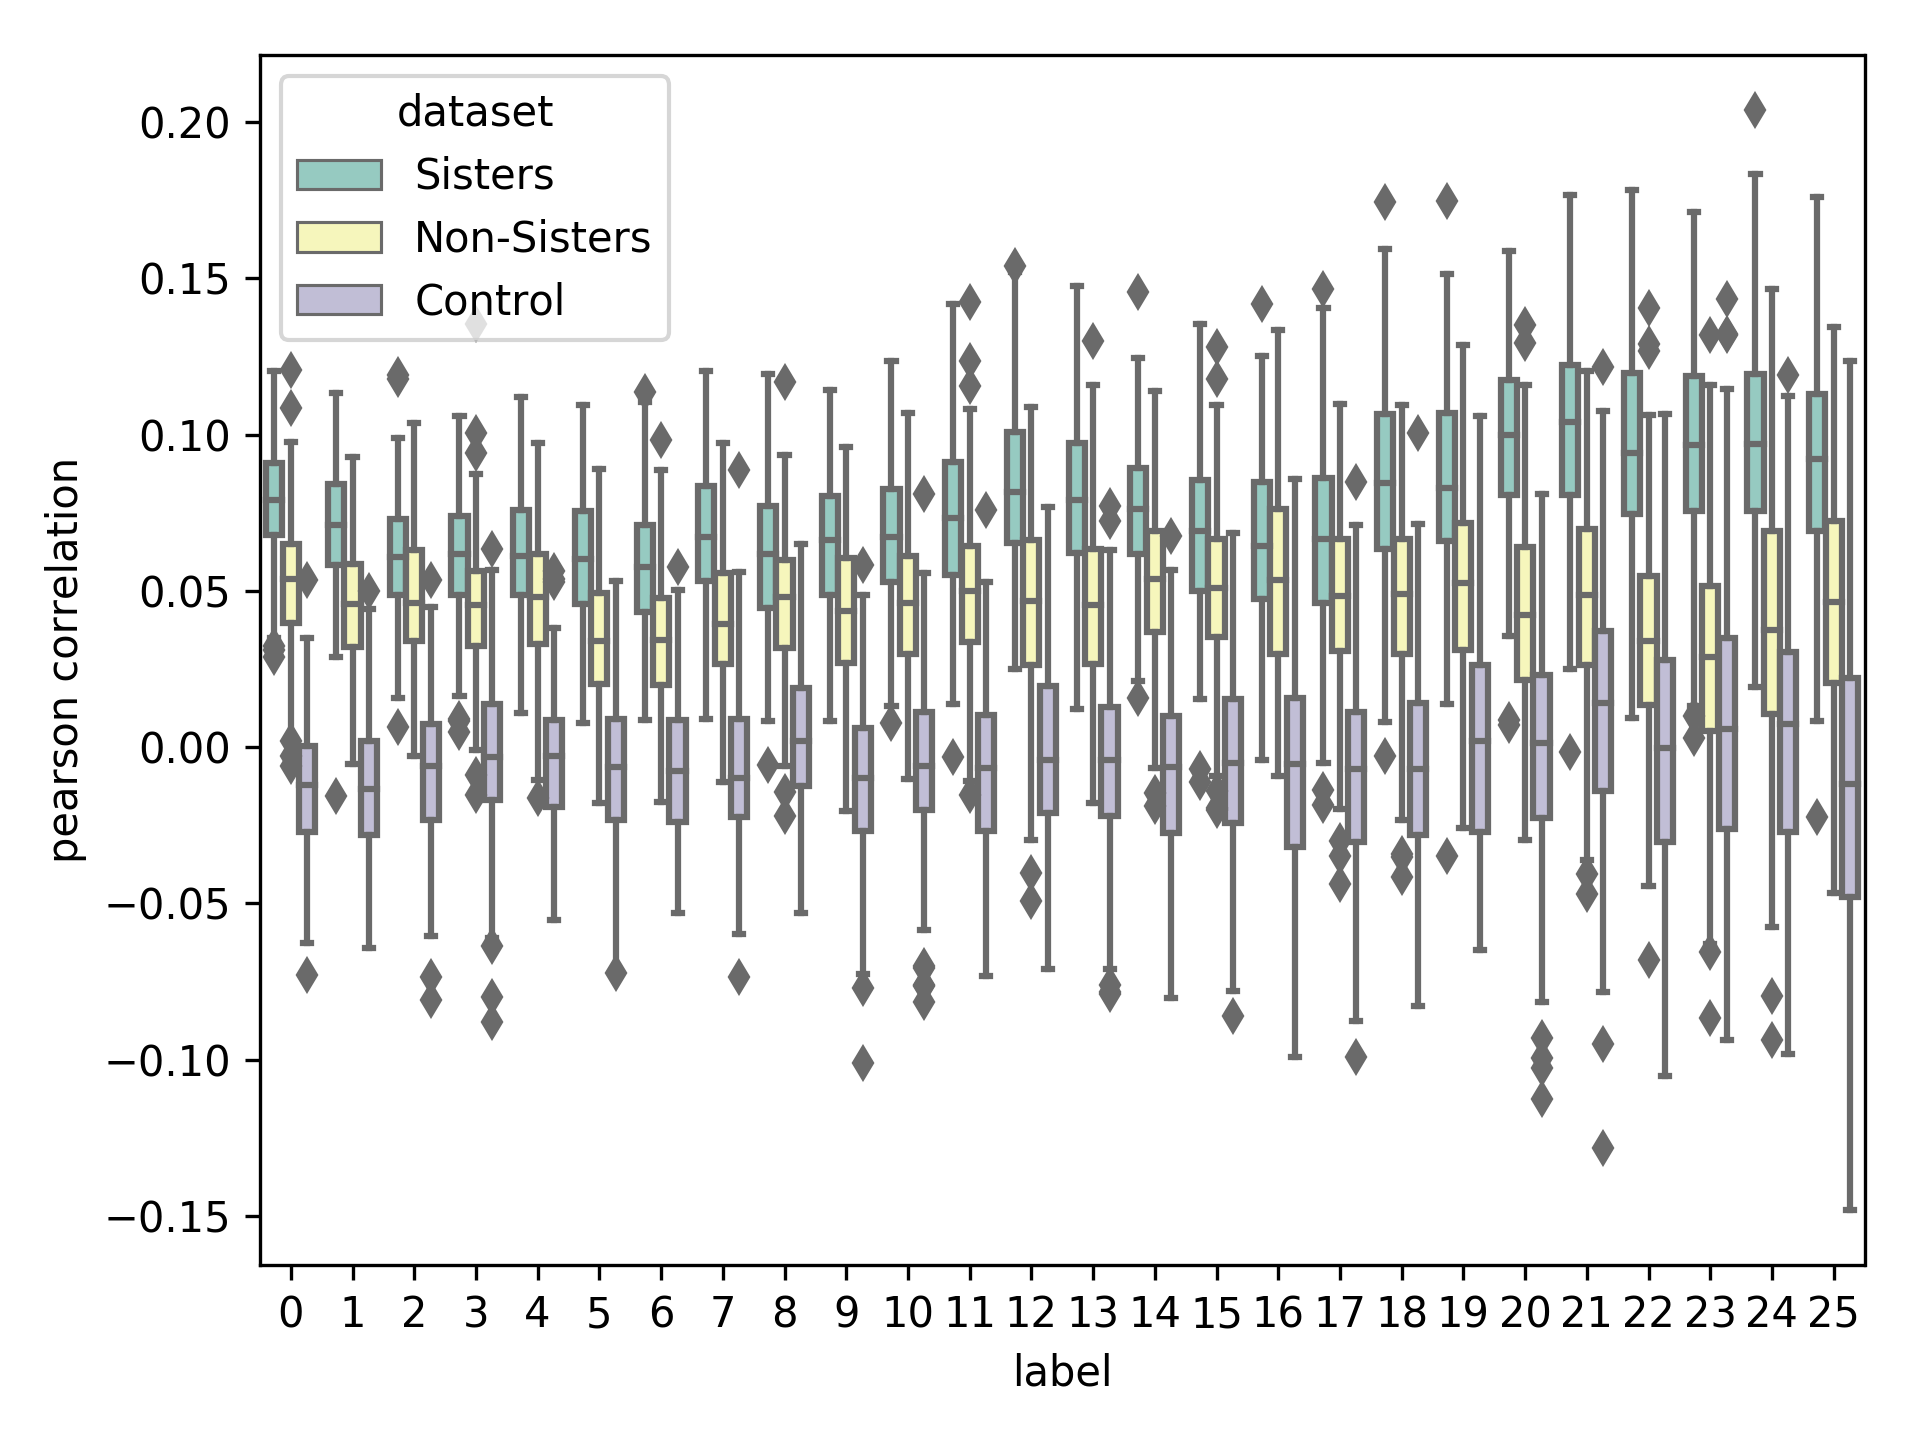 dataset
Sisters
Non-Sisters
Control
0.20
0.15
0.10
0.05
0.00
−0.05
−0.10
−0.15
pearson correlation
0 1 2 3 4 5 6 7 8 9 10 11 12 13 14 15 16 17 18 19 20 21 22 23 24 25
label